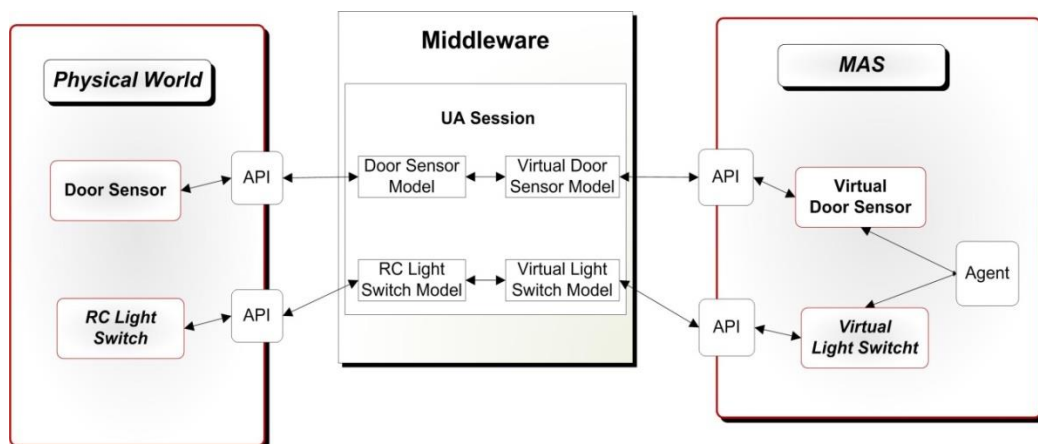 Physical World
Door Sensor
RC Light
Switch
API
API
Middleware
UA Session
Door Sensor
Model
Virtual Door
Sensor Model
RC Light
Switch Model
Virtual Light
Switch Model
API
API
MAS
Virtual
Door Sensor
Agent
Virtual
Light Switcht